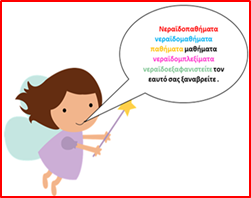 Νεραϊδοπαθήματα
νεραϊδομαθήματα
παθήματα μαθήματα
νεραϊδομπλεξίματα
νεραϊδοεξαφανιστείτε τον
εαυτό σας ξαναβρείτε .